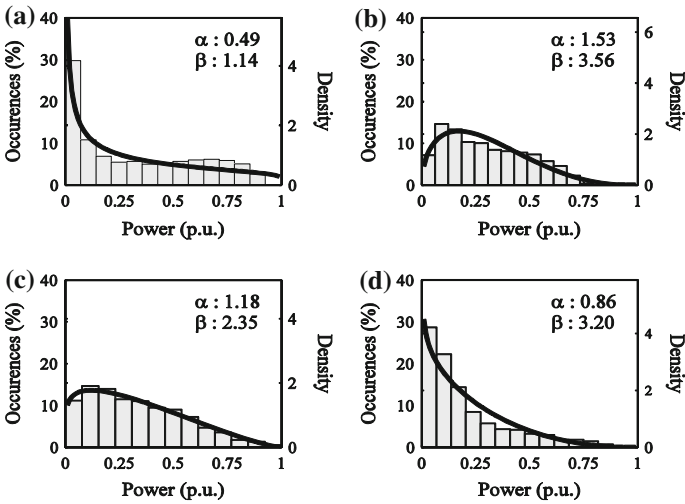 (a)
α : 0.49
β : 1.14
Occurences (%)
40
30
20
10
0
4
2
0
Density
0 0.25 0.5 0.75 1
Power (p.u.)
(b)
α : 1.53
β : 3.56
Occurences (%)
40
30
20
10
0
6
4
2
0
Density
0 0.25 0.5 0.75 1
Power (p.u.)
(c)
α : 1.18
β : 2.35
Occurences (%)
40
30
20
10
0
4
2
0
Density
0 0.25 0.5 0.75 1
Power (p.u.)
(d)
α : 0.86
β : 3.20
Occurences (%)
40
30
20
10
0
4
2
0
Density
0 0.25 0.5 0.75 1
Power (p.u.)